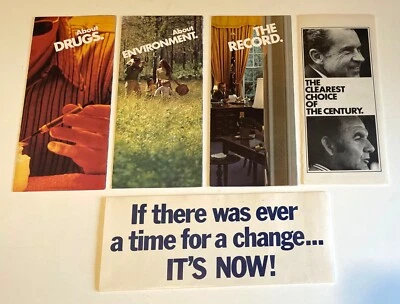 About
DRUGS.
About
ENVIRONMENT.
THE
RECORD.
THE
CLEAREST
CHOICE
OF THE
CENTURY.
If there was ever
a time for a change...
IT'S NOW!